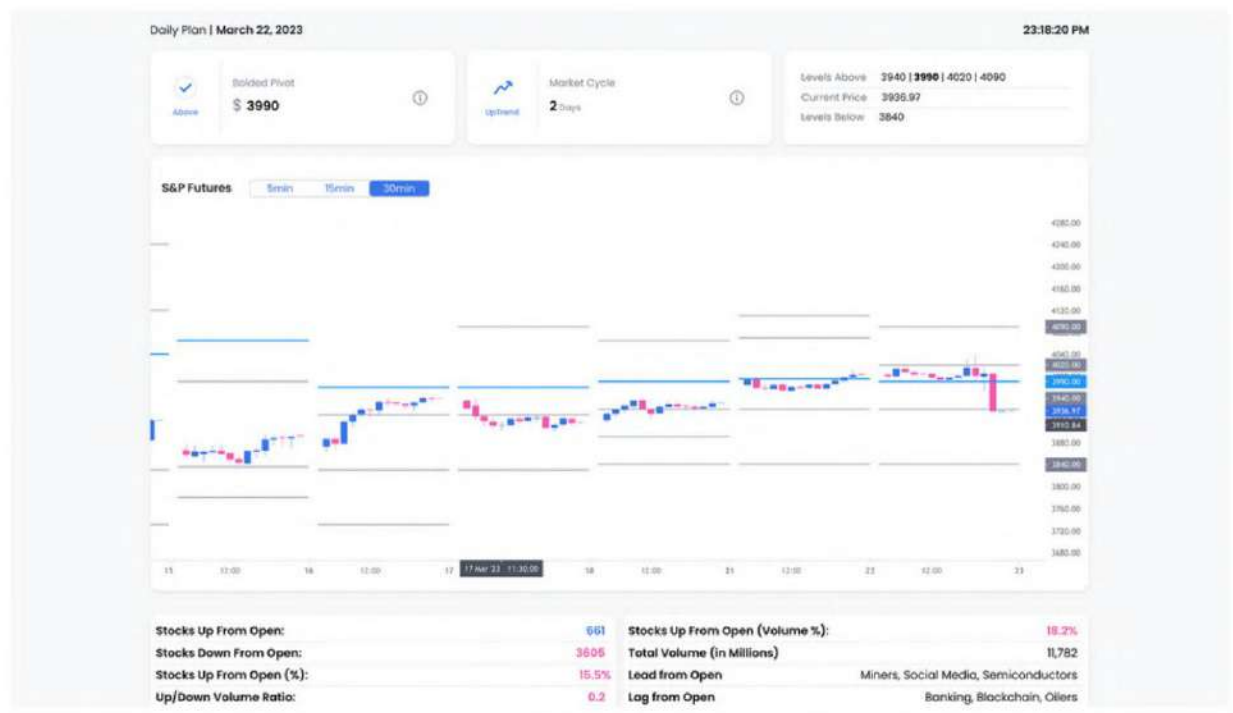 Daily Plan | March 22, 2023
23:18:20 PM
Bolded Pivot
$ 3990
Above
Market Cycle
2 Days
UpTrend
Levels Above 3940 | 3990 | 4020 | 4090
Current Price 3936.97
Levels Below 3840
S&P Futures 5min 15min 30min
4280.00
4240.00
4200.00
4160.00
4120.00
4090.00
4040.00
4020.00
3990.00
3940.00
3936.97
3910.84
3880.00
3840.00
3800.00
3760.00
3720.00
3680.00
15 12:00 16 12:00 17 17 Mar '23 11:30:00 18 12:00 21 12:00 22 12:00 23
Stocks Up From Open: 661
Stocks Down From Open: 3605
Stocks Up From Open (%): 15.5%
Up/Down Volume Ratio: 0.2
Stocks Up From Open (Volume %): 18.2%
Total Volume (in Millions) 11,782
Lead from Open Miners, Social Media, Semiconductors
Lag from Open Banking, Blockchain, Oilers